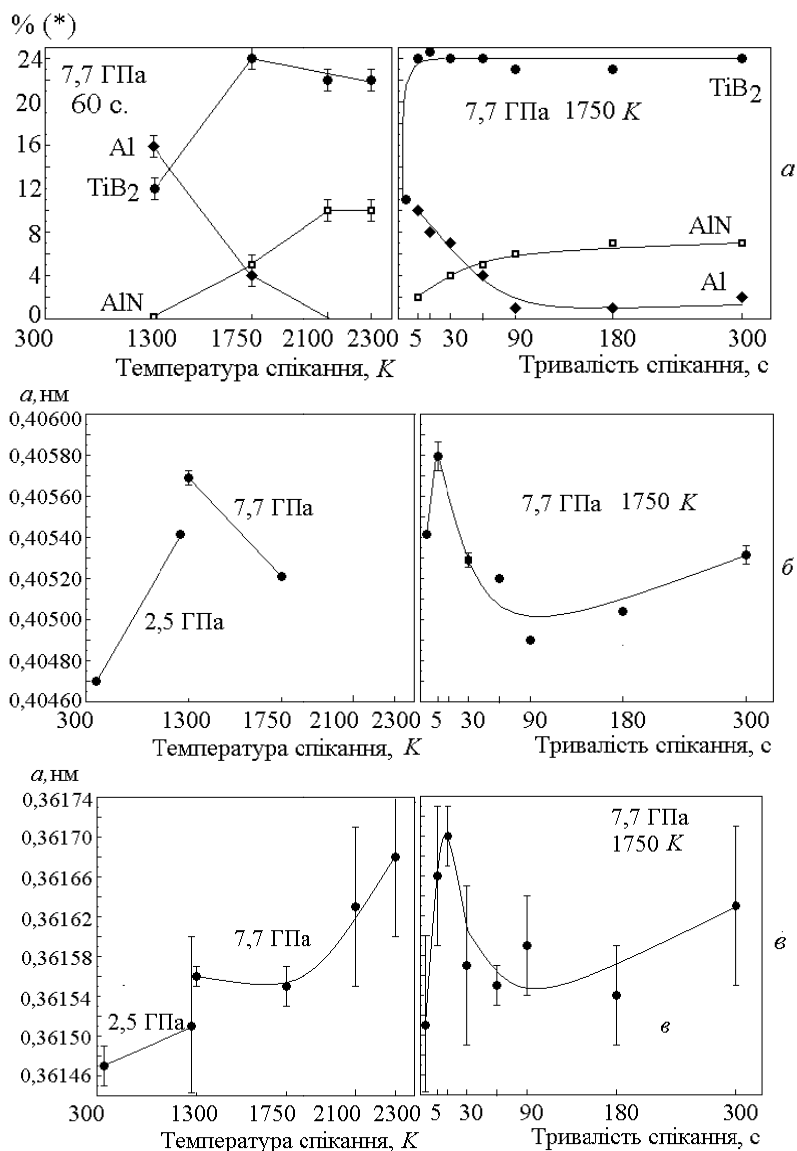 % (*)
24
20
16
12
8
4
0
7,7 ГПа
60 с.
Al
TiB2
AlN
300 1300 1750 2100 2300
Температура спікання, K
7,7 ГПа 1750 K
TiB2
AlN
Al
5 30 90 180 300
Тривалість спікання, с
а
а,нм
0,40600
0,40580
0,40560
0,40540
0,40520
0,40500
0,40480
0,40460
7,7 ГПа
2,5 ГПа
300 1300 1750 2100 2300
Температура спікання, K
7,7 ГПа 1750 K
5 30 90 180 300
Тривалість спікання, с
б
а,нм
0,36174
0,36170
0,36166
0,36162
0,36158
0,36154
0,36150
0,36146
7,7 ГПа
2,5 ГПа
300 1300 1750 2100 2300
Температура спікання, K
7,7 ГПа
1750 K
в
5 30 90 180 300
Тривалість спікання, с
в